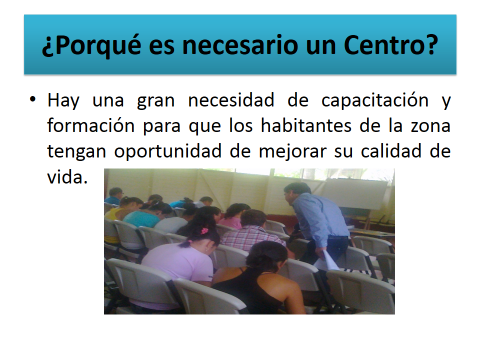 ¿Porqué es necesario un Centro?
• Hay una gran necesidad de capacitación y
formación para que los habitantes de la zona
tengan oportunidad de mejorar su calidad de
vida.